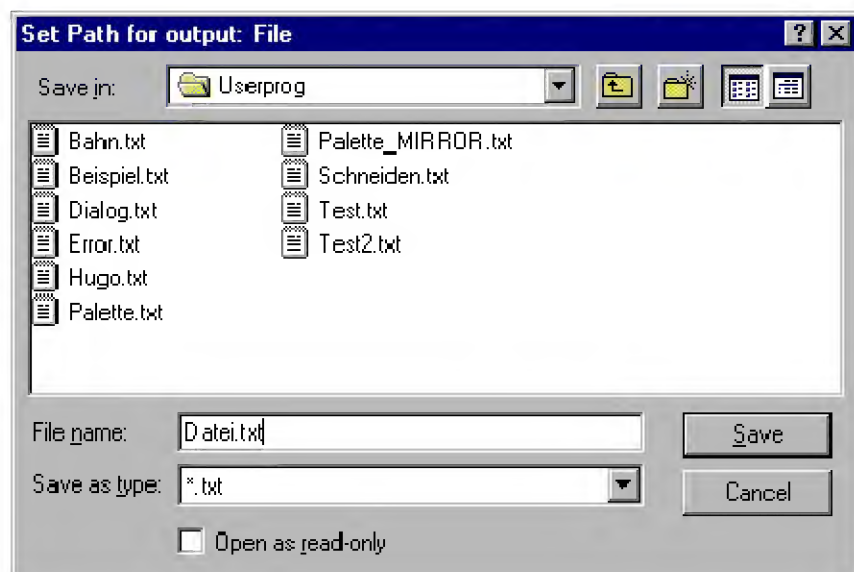 Set Path for output: File
Save in: Userprog
Bahn.txt
Beispiel.txt
Dialog.txt
Error.txt
Hugo.txt
Palette.txt
Palette_MIRROR.txt
Schneiden.txt
Test.txt
Test2.txt
File name: Datei.txt Save
Save as type: *.txt Cancel
Open as read-only